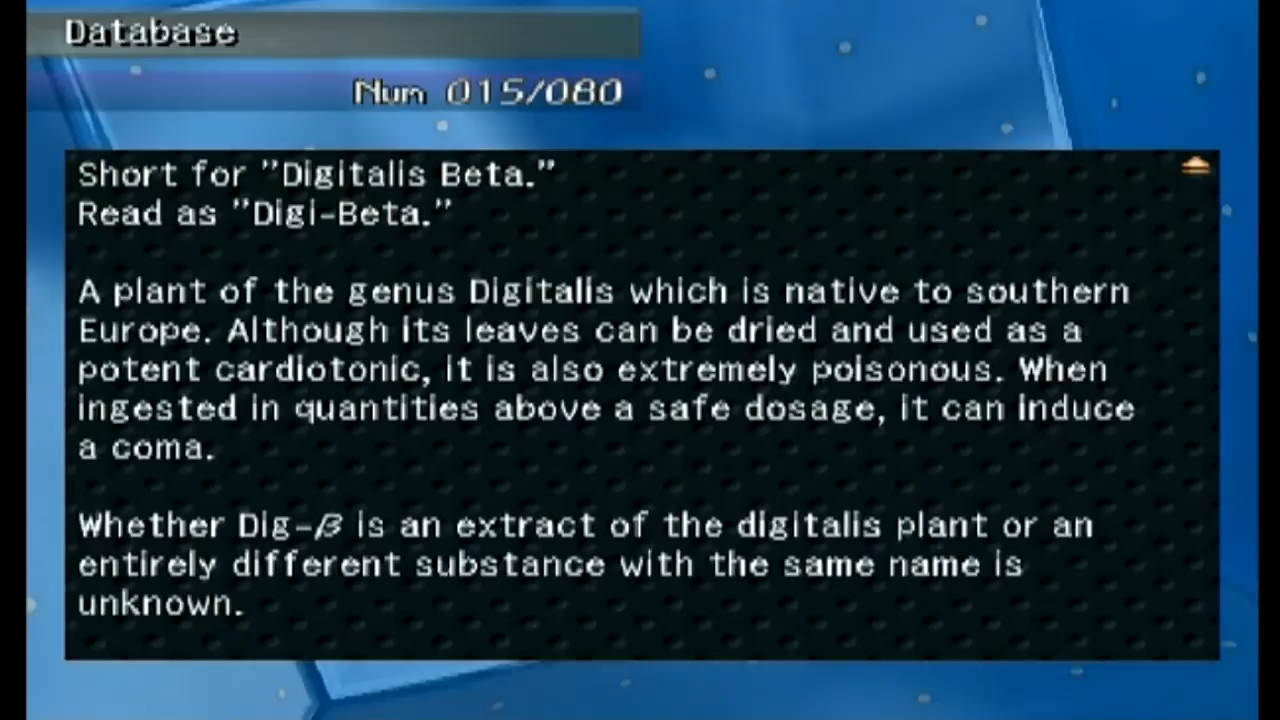 Database
Num 015/080
Short for "Digitalis Beta."
Read as "Digi-Beta."
A plant of the genus Digitalis which is native to southern
Europe. Although its leaves can be dried and used as a
potent cardiotonic, it is also extremely poisonous. When
ingested in quantities above a safe dosage, it can induce
a coma.
Whether Dig-β is an extract of the digitalis plant or an
entirely different substance with the same name is
unknown.